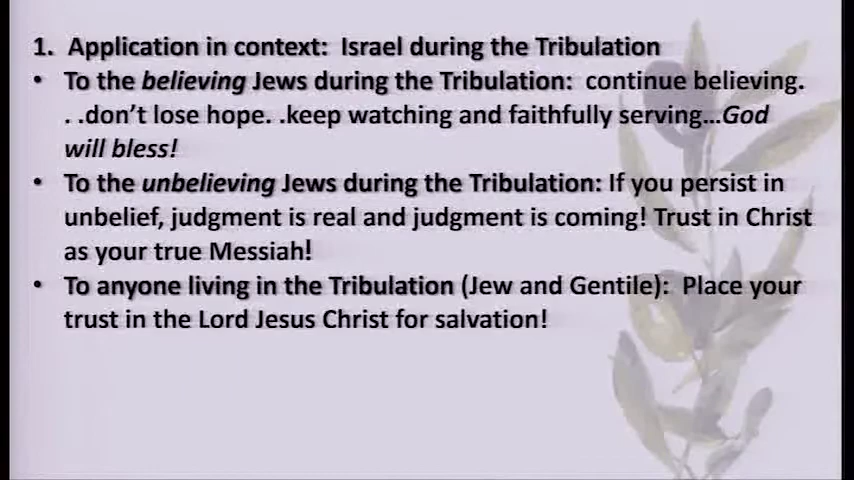 1. Application in context: Israel during the Tribulation
• To the believing Jews during the Tribulation: continue believing.
. .don't lose hope. .keep watching and faithfully serving…God
will bless!
• To the unbelieving Jews during the Tribulation: If you persist in
unbelief, judgment is real and judgment is coming! Trust in Christ
as your true Messiah!
• To anyone living in the Tribulation (Jew and Gentile): Place your
trust in the Lord Jesus Christ for salvation!